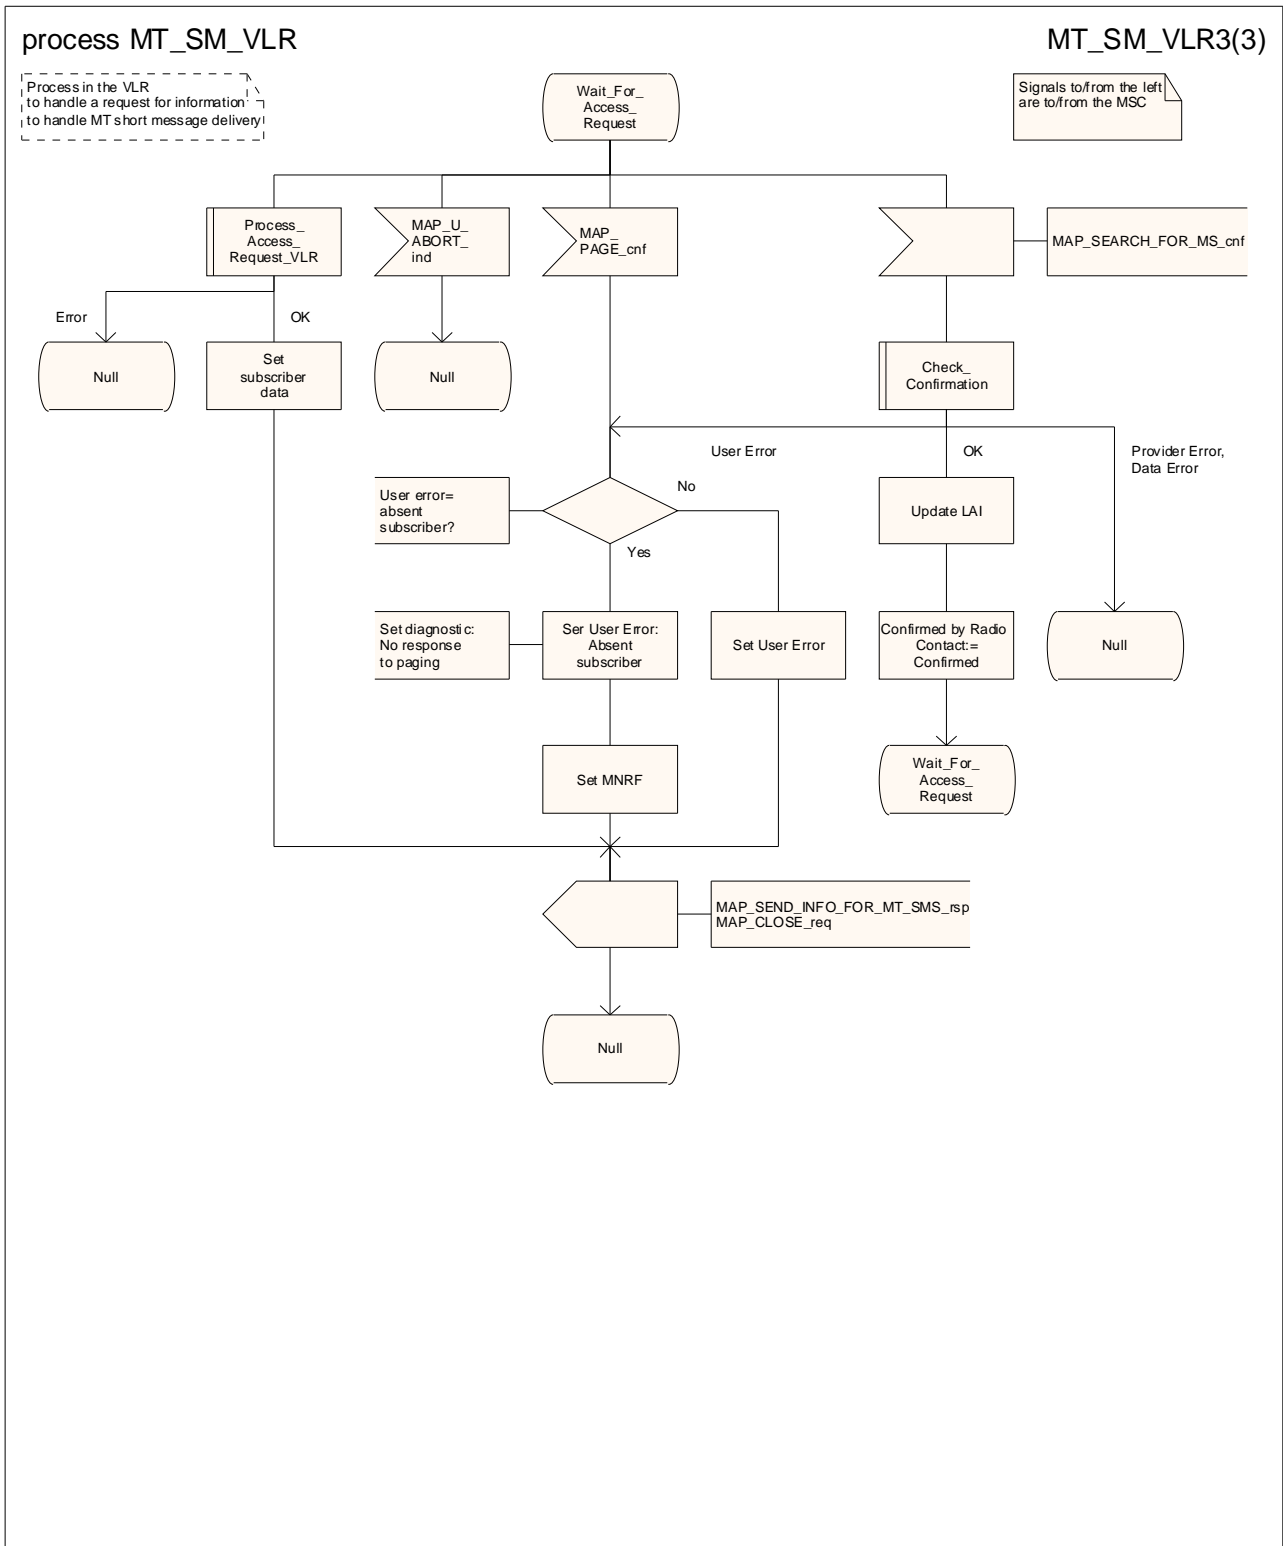 process MT_SM_VLR
MT_SM_VLR3(3)
Process in the VLR
to handle a request for information
to handle MT short message delivery
Wait_For_
Access_
Request
Signals to/from the left
are to/from the MSC
Process_
Access_
Request_VLR
MAP_U_
ABORT_
ind
MAP_
PAGE_cnf
MAP_SEARCH_FOR_MS_cnf
Error
OK
Null
Set
subscriber
data
Null
Check_
Confirmation
User Error
OK
Provider Error,
Data Error
User error=
absent
subscriber?
No
Yes
Update LAI
Set diagnostic:
No response
to paging
Ser User Error:
Absent
subscriber
Set User Error
Confirmed by Radio
Contact:=
Confirmed
Null
Set MNRF
Wait_For_
Access_
Request
MAP_SEND_INFO_FOR_MT_SMS_rsp
MAP_CLOSE_req
Null